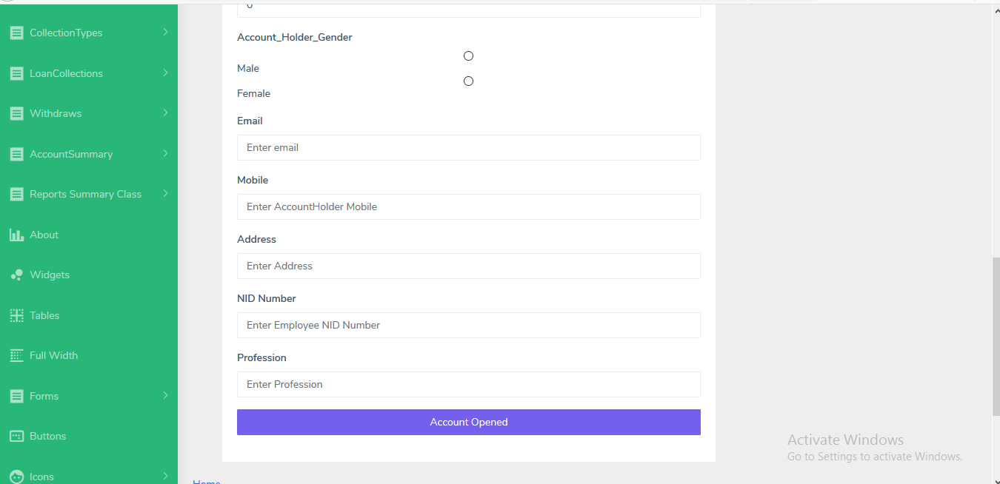 CollectionTypes
LoanCollections
Withdraws
AccountSummary
Reports Summary Class
About
Widgets
Tables
Full Width
Forms
Buttons
Icons
0
Account_Holder_Gender
Male
Female
Email
Enter email
Mobile
Enter AccountHolder Mobile
Address
Enter Address
NID Number
Enter Employee NID Number
Profession
Enter Profession
Account Opened
Home
Activate Windows
Go to Settings to activate Windows.